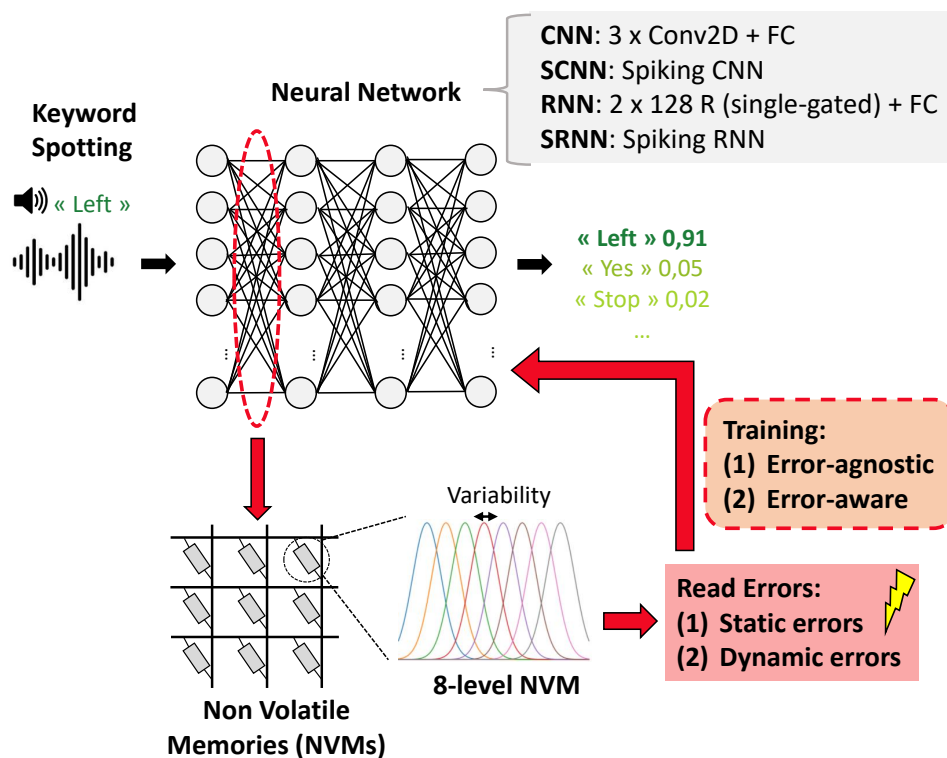 CNN: 3 x Conv2D + FC
SCNN: Spiking CNN
RNN: 2 x 128 R (single-gated) + FC
SRNN: Spiking RNN
Neural Network
Keyword
Spotting
« Left »
« Left » 0,91
« Yes » 0,05
« Stop » 0,02
...
...
...
...
...
Training:
(1) Error-agnostic
(2) Error-aware
Variability
8-level NVM
Read Errors:
(1) Static errors
(2) Dynamic errors
Non Volatile
Memories (NVMs)